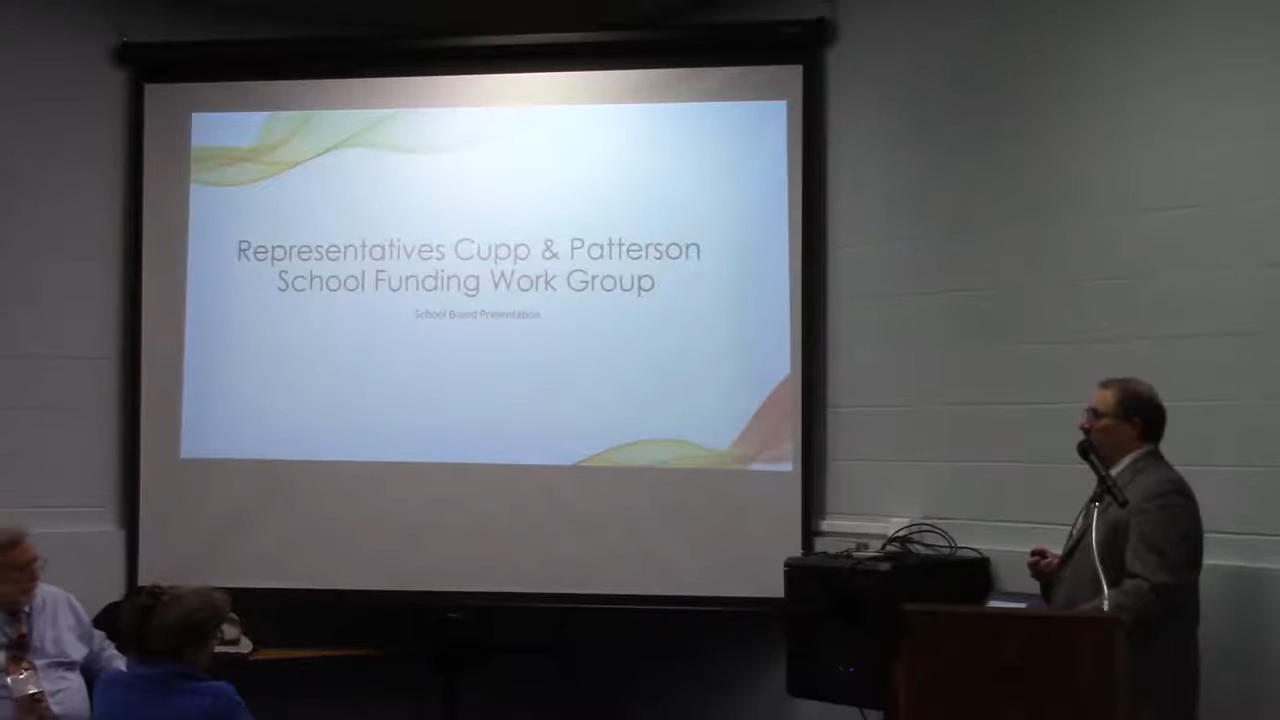 Representatives Cupp & Patterson
School Funding Work Group
School Board Presentation